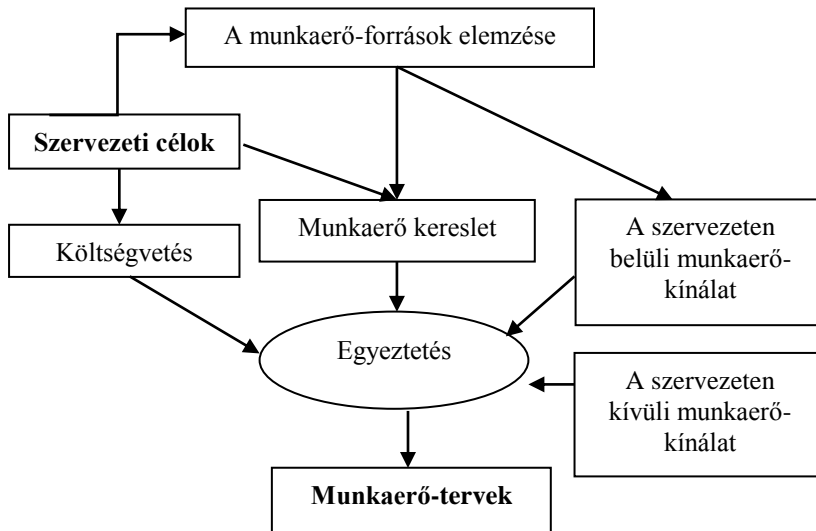 A munkaerő-források elemzése
Szervezeti célok
Költségvetés
Munkaerő kereslet
A szervezeten
belüli munkaerő-
kínálat
Egyeztetés
A szervezeten
kívüli munkaerő-
kínálat
Munkaerő-tervek